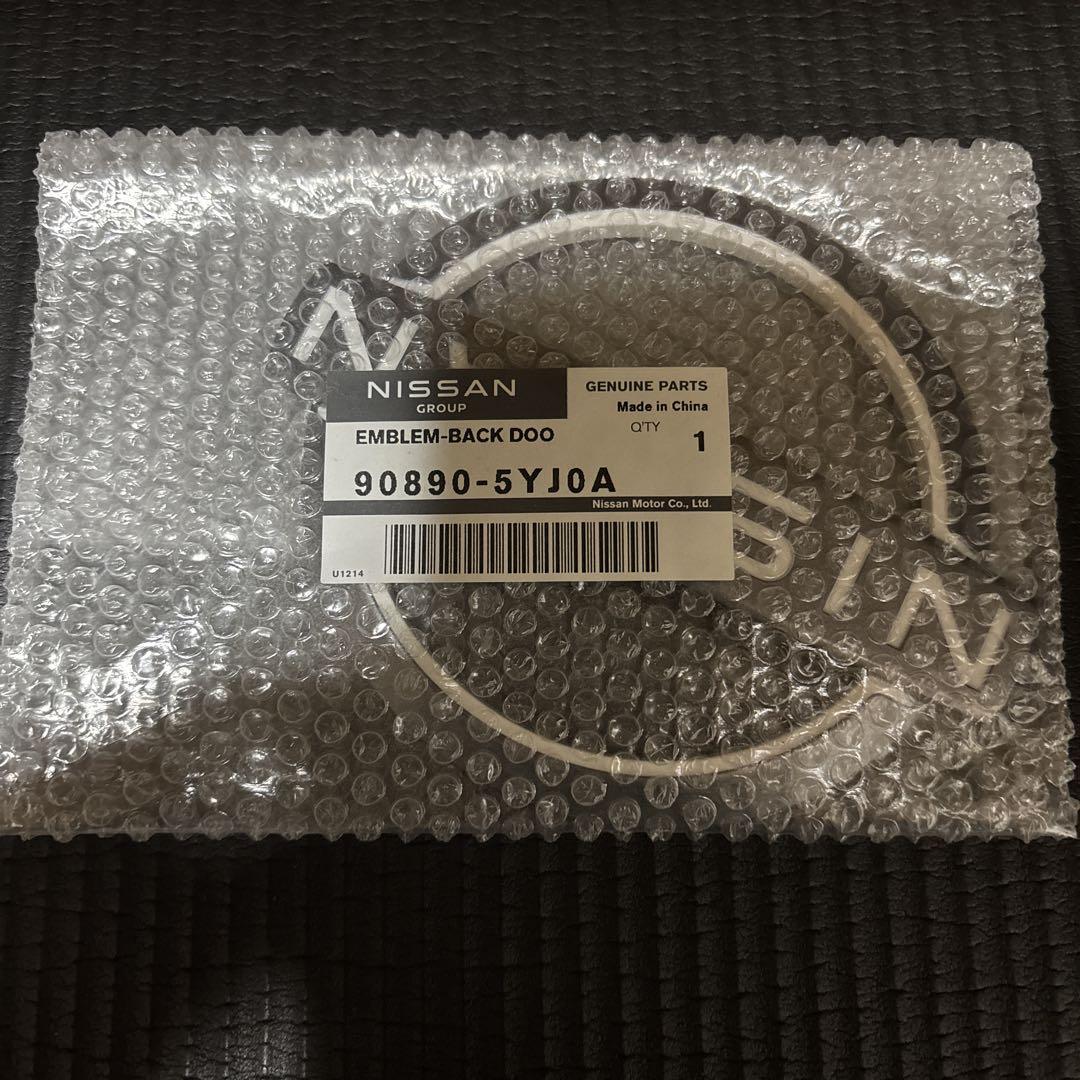 NISSAN
GROUP
GENUINE PARTS
Made in China
EMBLEM-BACK DOO
Q'TY 1
90890-5YJ0A
Nissan Motor Co., Ltd.
U1214